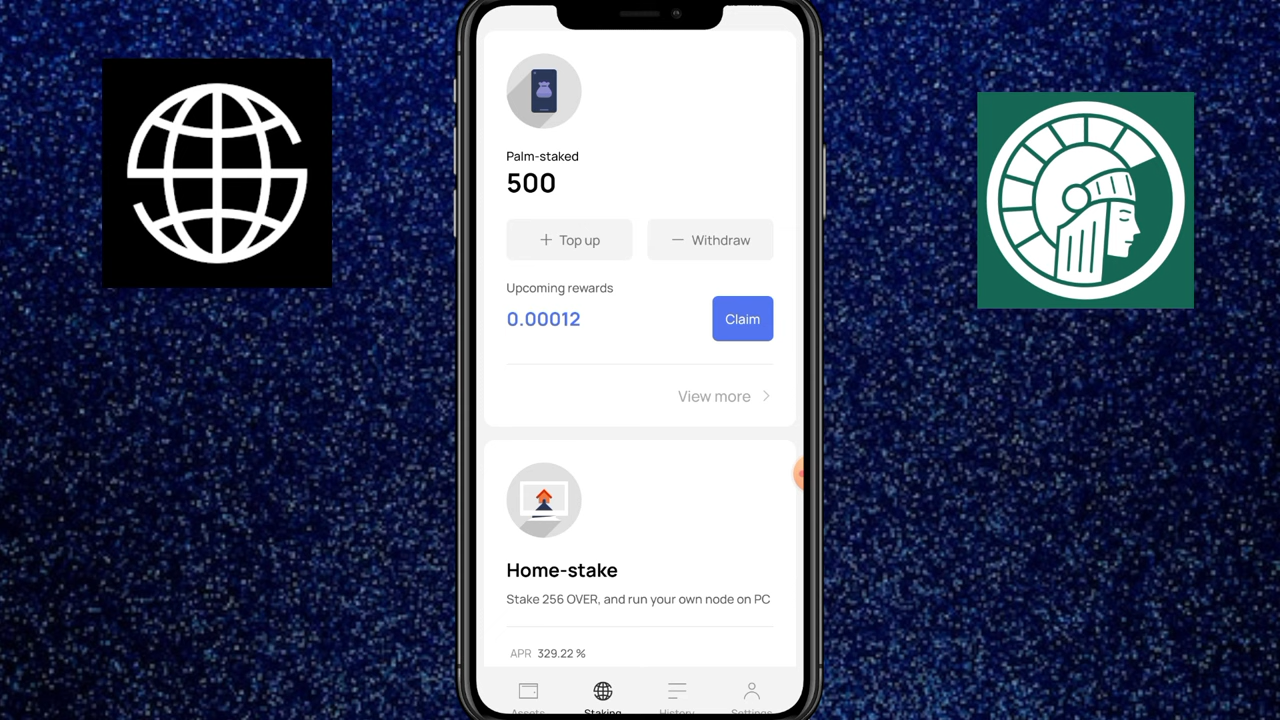 Palm-staked
500
+ Top up
— Withdraw
Upcoming rewards
0.00012
Claim
View more
Home-stake
Stake 256 OVER, and run your own node on PC
APR 329.22 %
Assets
Staking
History
Settings